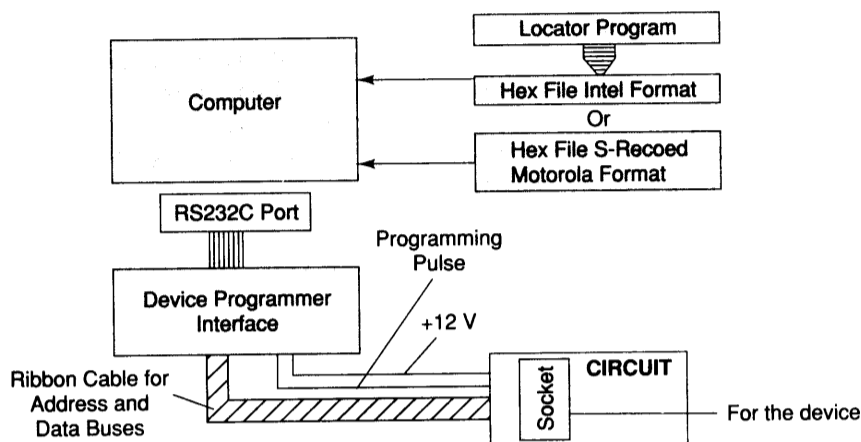 Locator Program
Computer
Hex File Intel Format
Or
Hex File S-Recoed
Motorola Format
RS232C Port
Programming
Pulse
Device Programmer
Interface
+12 V
Ribbon Cable for
Address and
Data Buses
CIRCUIT
Socket
For the device